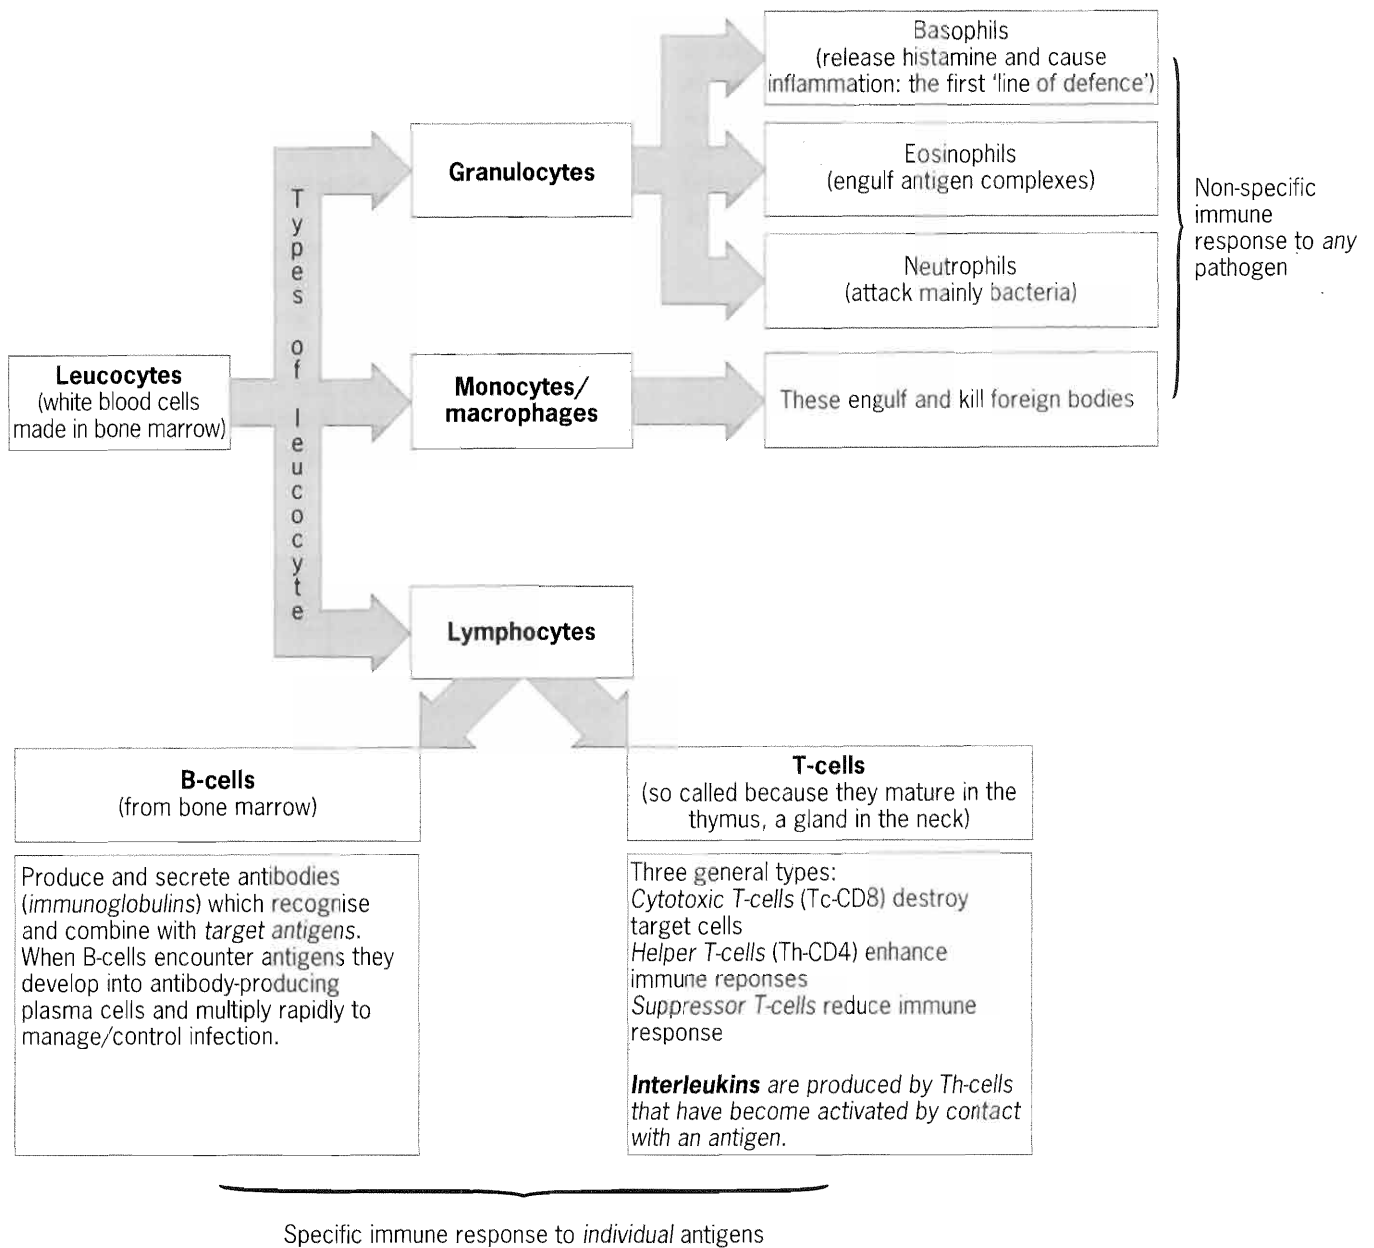 Basophils
(release histamine and cause
inflammation: the first 'line of defence')
Granulocytes
Eosinophils
(engulf antigen complexes)
Non-specific
immune
response to any
pathogen
Neutrophils
(attack mainly bacteria)
Types of leucocyte
Leucocytes
(white blood cells
made in bone marrow)
Monocytes/
macrophages
These engulf and kill foreign bodies
Lymphocytes
B-cells
(from bone marrow)
Produce and secrete antibodies
(immunoglobulins) which recognise
and combine with target antigens.
When B-cells encounter antigens they
develop into antibody-producing
plasma cells and multiply rapidly to
manage/control infection.
T-cells
(so called because they mature in the
thymus, a gland in the neck)
Three general types:
Cytotoxic T-cells (Tc-CD8) destroy
target cells
Helper T-cells (Th-CD4) enhance
immune reponses
Suppressor T-cells reduce immune
response
Interleukins are produced by Th-cells
that have become activated by contact
with an antigen.
Specific immune response to individual antigens